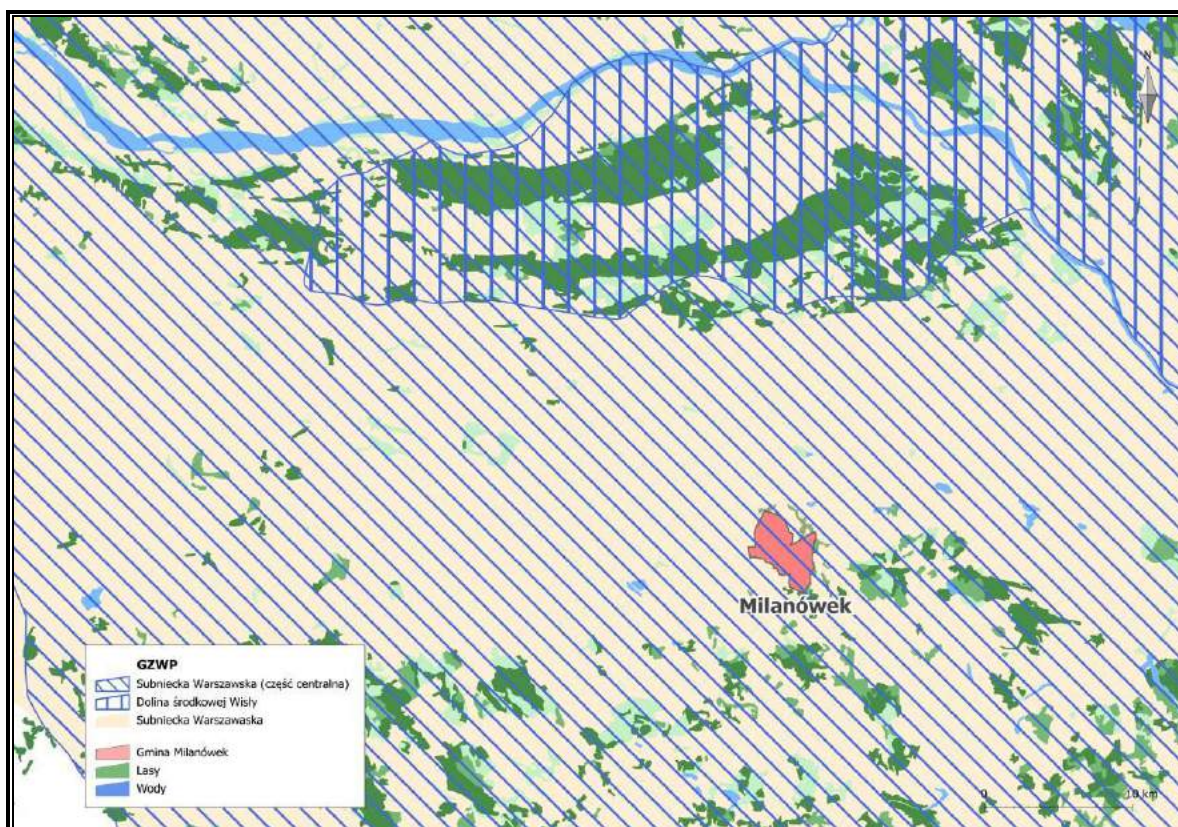 N
Milanówek
GZWP
Subniecka Warszawska (część centralna)
Dolina środkowej Wisły
Subniecka Warszawaska
Gmina Milanówek
Lasy
Wody
0 10 km